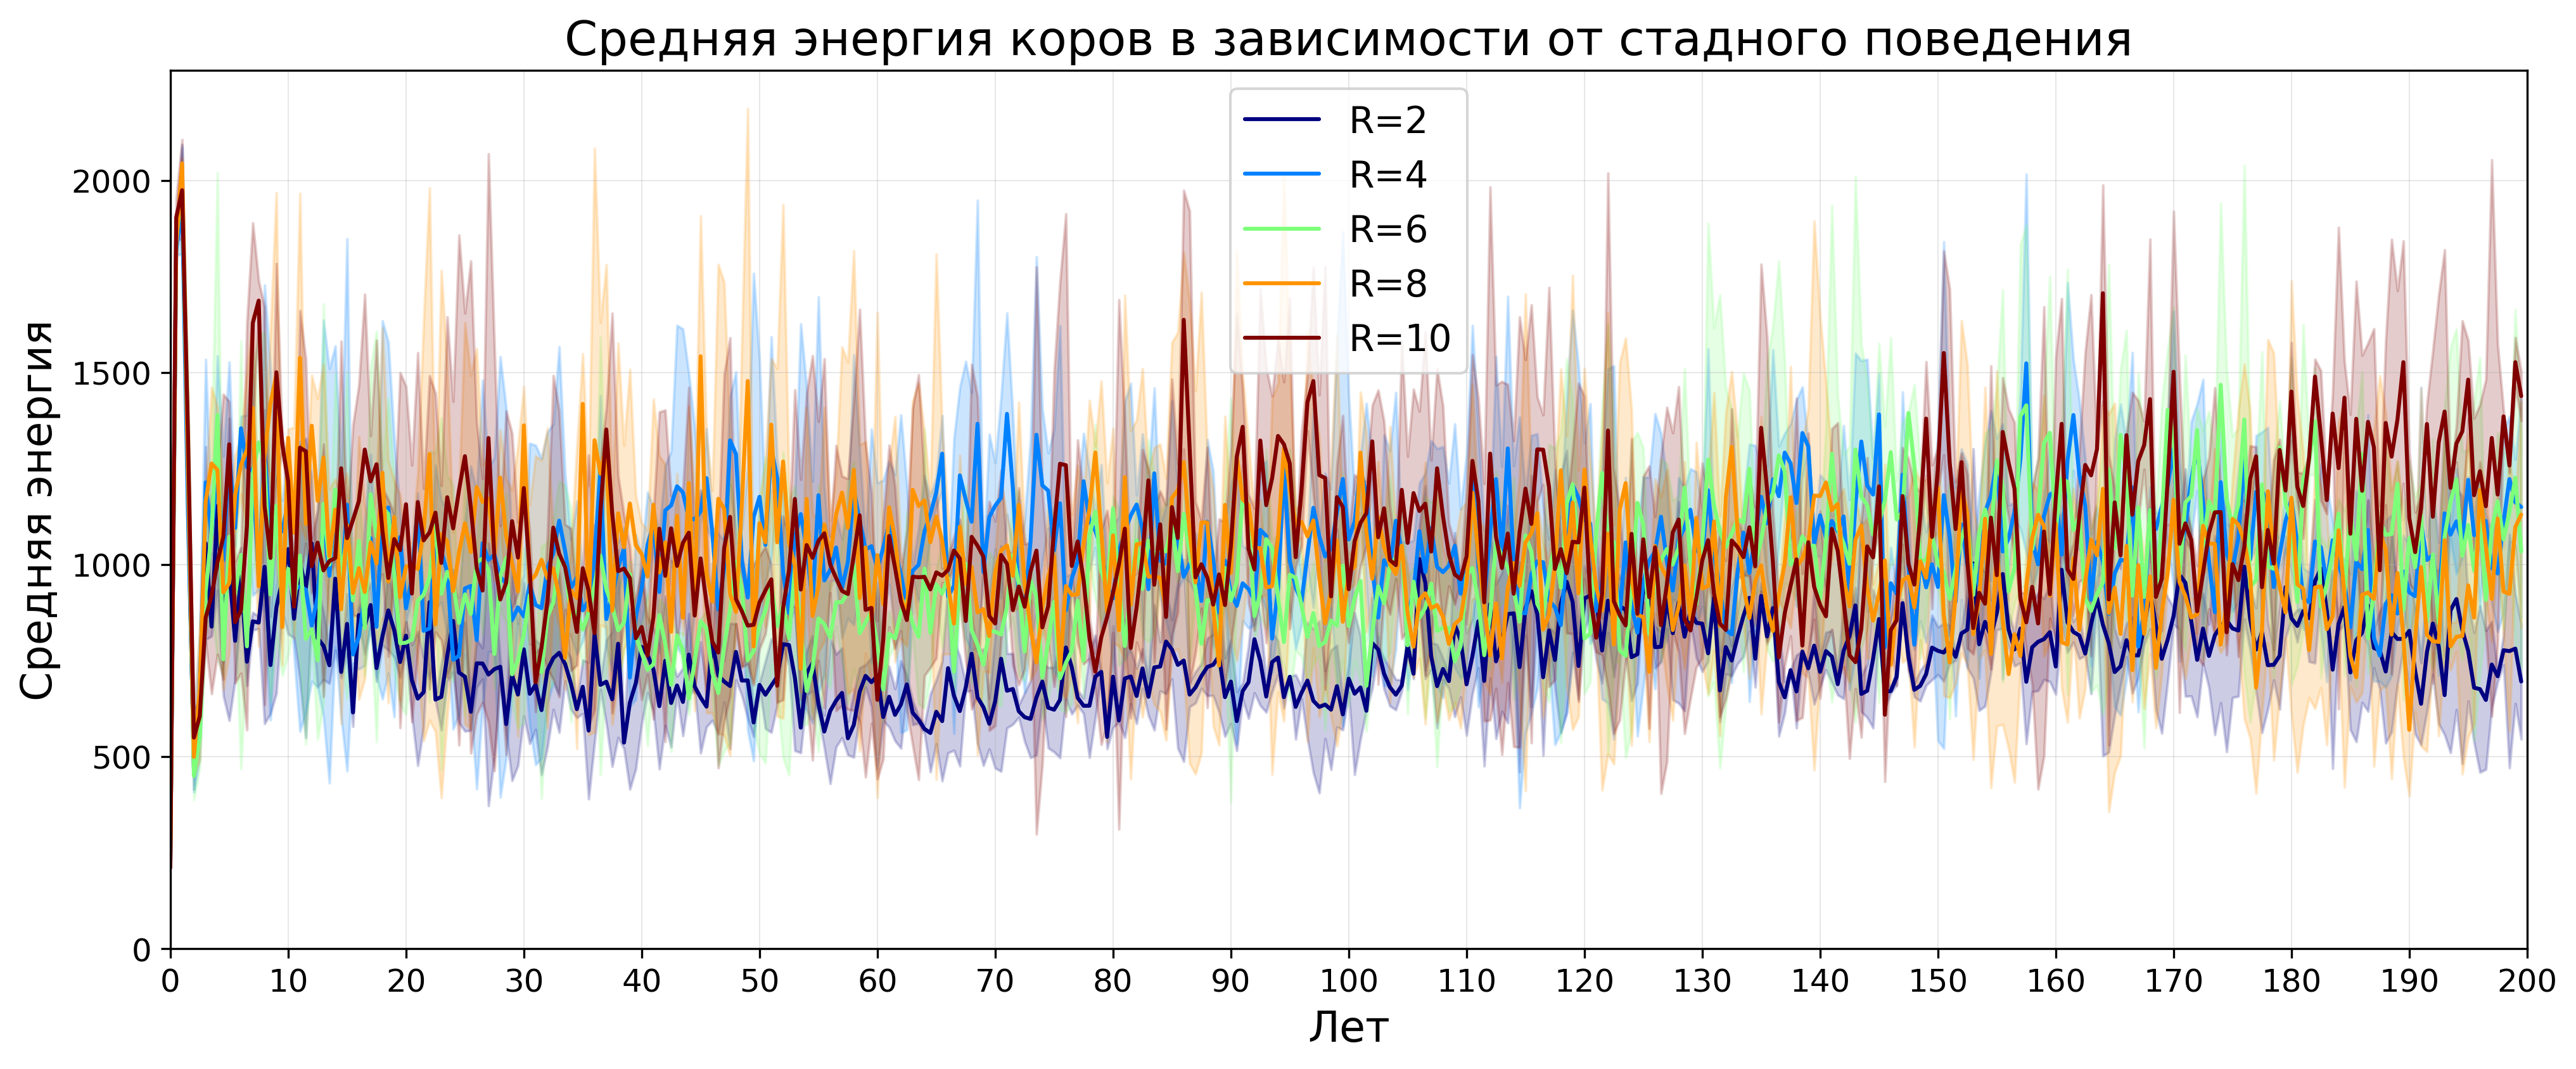 Средняя энергия коров в зависимости от стадного поведения
Средняя энергия
2000
1500
1000
500
0
R=2
R=4
R=6
R=8
R=10
0 10 20 30 40 50 60 70 80 90 100 110 120 130 140 150 160 170 180 190 200
Лет